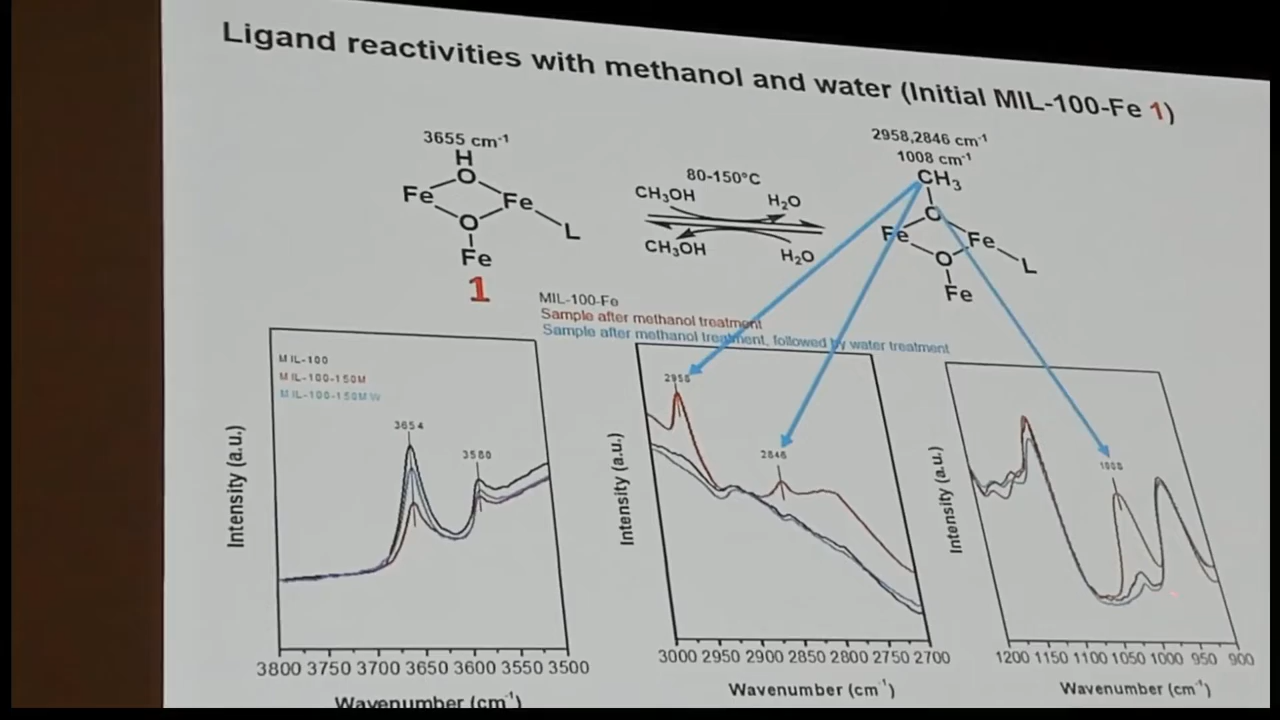 Ligand reactivities with methanol and water (Initial MIL-100-Fe 1)
3655 cm⁻¹
H
O
Fe
Fe
O
L
Fe
1
80-150°C
CH₃OH
H₂O
CH₃OH
H₂O
2958,2846 cm⁻¹
1008 cm⁻¹
CH₃
O
Fe
Fe
O
L
Fe
MIL-100-Fe
Sample after methanol treatment
Sample after methanol treatment, followed by water treatment
MIL-100
MIL-100-150M
MIL-100-150MW
3654
3580
Intensity (a.u.)
3800 3750 3700 3650 3600 3550 3500
Wavenumber (cm⁻¹)
2846
Intensity (a.u.)
3000 2950 2900 2850 2800 2750 2700
Wavenumber (cm⁻¹)
1008
Intensity (a.u.)
1200 1150 1100 1050 1000 950 900
Wavenumber (cm⁻¹)